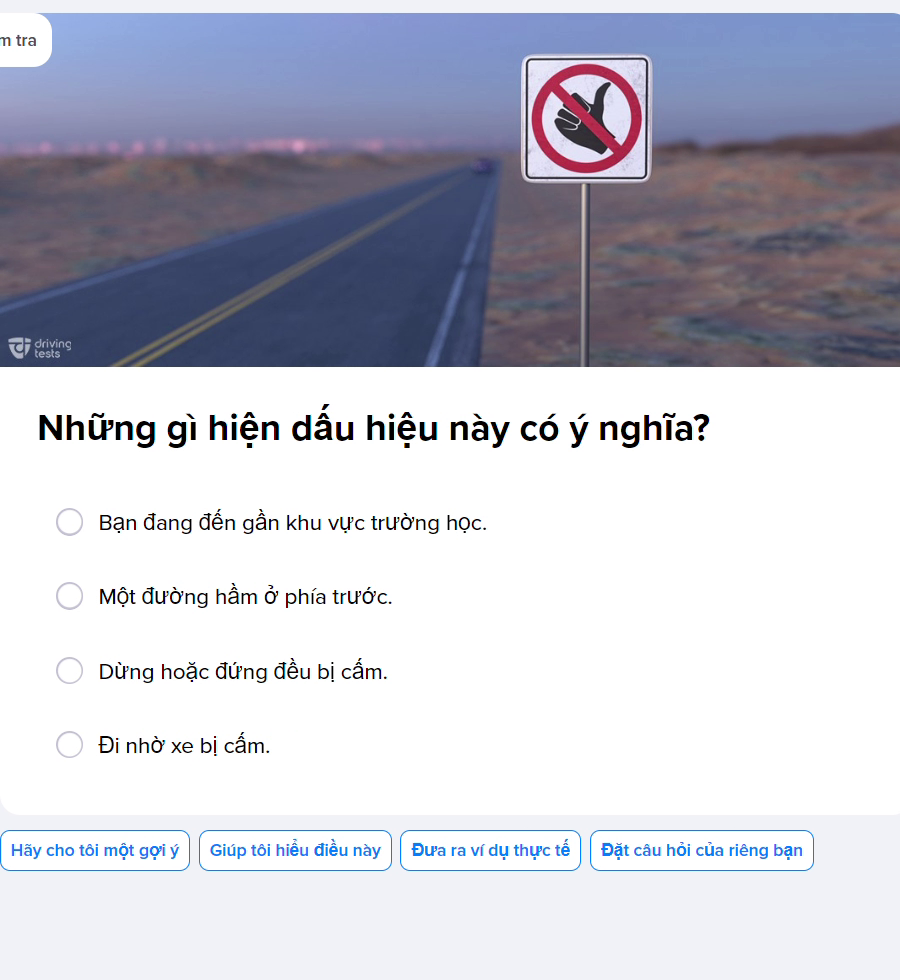 m tra
driving
tests
Những gì hiện dấu hiệu này có ý nghĩa?
Bạn đang đến gần khu vực trường học.
Một đường hầm ở phía trước.
Dừng hoặc đứng đều bị cấm.
Đi nhờ xe bị cấm.
Hãy cho tôi một gợi ý
Giúp tôi hiểu điều này
Đưa ra ví dụ thực tế
Đặt câu hỏi của riêng bạn